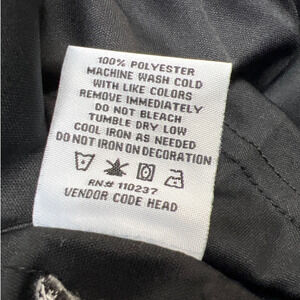 100% POLYESTER
MACHINE WASH COLD
WITH LIKE COLORS
REMOVE IMMEDIATELY
DO NOT BLEACH
TUMBLE DRY LOW
COOL IRON AS NEEDED
DO NOT IRON ON DECORATION
RN# 110237
VENDOR CODE HEAD